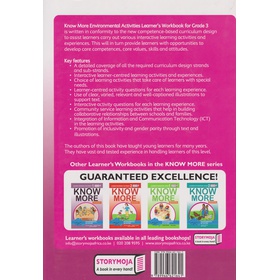 Know More Environmental Activities Learner's Workbook for Grade 3
is written in conformity to the new competence-based curriculum design
to assist learners carry out various interactive learning activities and
experiences. This will in turn provide learners with opportunities to
develop core competences, core values, skills, and attitudes.
Key features
• A detailed coverage of all the required curriculum design strands
and sub-strands.
• Interactive learner-centred learning activities and experiences.
• Choice of learning activities that take care of learners with special
needs.
• Learner-centred activity questions for each learning experience.
• Use of clear, varied, relevant and well-captioned illustrations to
support text.
• Interactive activity questions for each learning experience.
• Community service learning activities that help in building
collaborative relationships between schools and families.
• Integration of Information and Communication Technology (ICT)
in the learning activities.
• Promotion of inclusivity and gender parity through text and
illustrations.
The authors of this book have taught young learners for many years.
They have vast and tested experience in handling learners of this level.
Other Learner's Workbooks in the KNOW MORE series
GUARANTEED EXCELLENCE!
KNOW MORE
KNOW MORE
KNOW MORE
KNOW MORE
Learner's workbooks available in all leading bookshops!
STORYMOJA
A book in every hand!